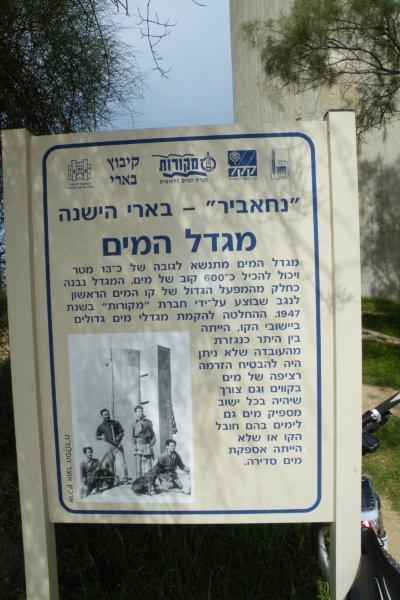 קיבוץ
בארי
מקורות
חברת המים הלאומית
"נחאביר" – בארי הישנה
מגדל המים
מגדל המים מתנשא לגובה של כ־13 מטר
ויכול להכיל כ־600 קוב של מים. המגדל נבנה
כחלק מהמפעל הגדול של קו המים הראשון
לנגב שבוצע על־ידי חברת "מקורות" בשנת
1947. ההחלטה להקמת מגדלי מים גדולים
ביישובי הקו, הייתה
בין היתר כנגזרת
מהעובדה שלא ניתן
היה להבטיח הזרמה
רציפה של מים
בקווים וגם צורך
שיהיה בכל ישוב
מספיק מים גם
לימים בהם חובל
הקו או שלא
הייתה אספקת
מים סדירה.